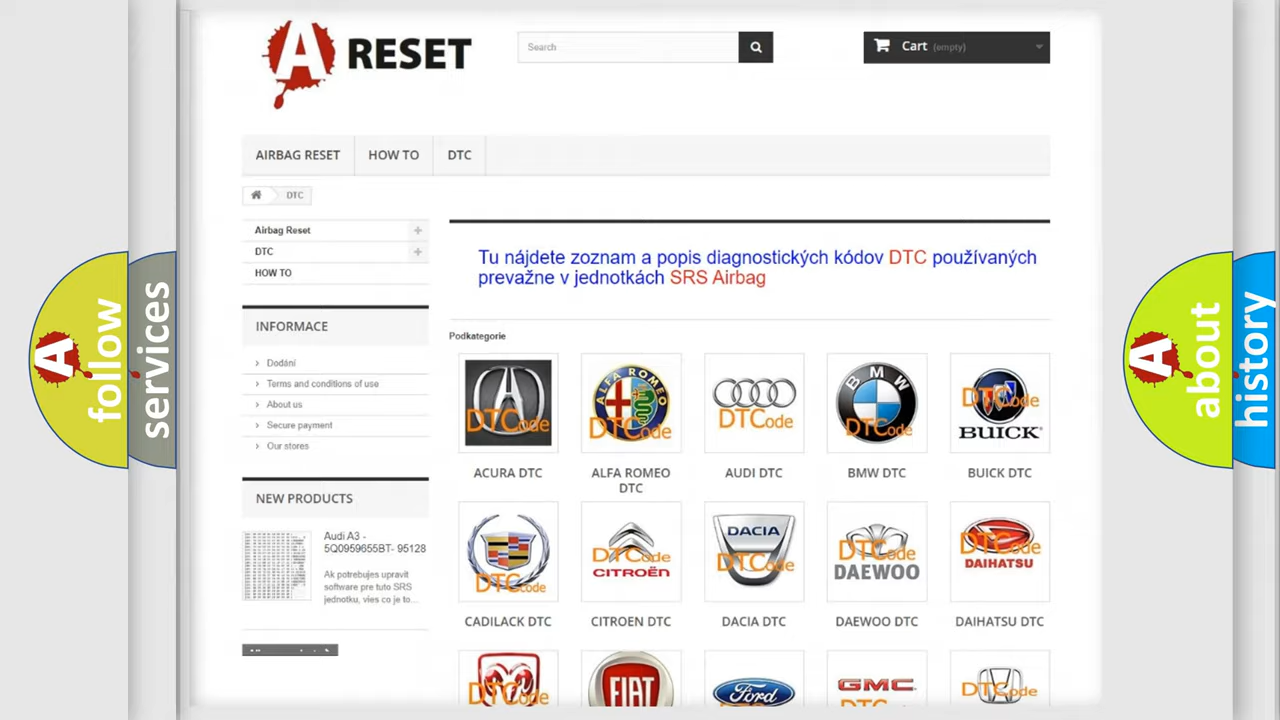 A RESET
Search
Cart (empty)
AIRBAG RESET
HOW TO
DTC
DTC
Airbag Reset
DTC
HOW TO
INFORMACE
Dodání
Terms and conditions of use
About us
Secure payment
Our stores
NEW PRODUCTS
Audi A3 -
5Q0959655BT- 95128
Ak potrebujes upravit
software pre tuto SRS
jednotku, vies co je to...
Tu nájdete zoznam a popis diagnostických kódov DTC používaných
prevažne v jednotkách SRS Airbag
Podkategorie
DTCode
ALFA ROMEO
DTCode
DTCode
BMW
DTCode
DTCode
BUICK
ACURA DTC
ALFA ROMEO
DTC
AUDI DTC
BMW DTC
BUICK DTC
DTCode
DTCode
CITROËN
DACIA
DTCode
DTCode
DAEWOO
DTCode
DAIHATSU
CADILACK DTC
CITROEN DTC
DACIA DTC
DAEWOO DTC
DAIHATSU DTC
DTCode
FIAT
Ford
GMC
DTCode
A follow
services
A about
history